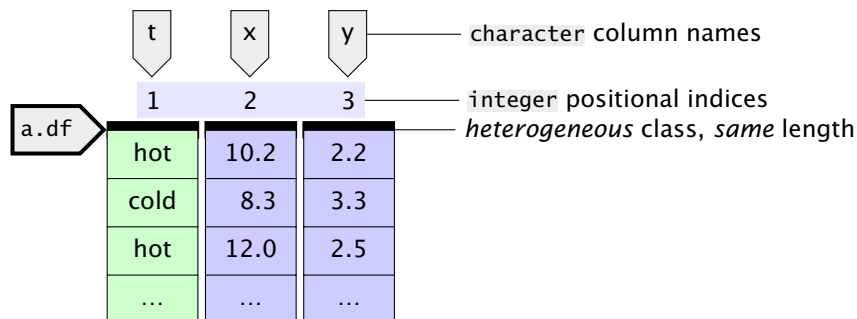 t x y character column names
1 2 3 integer positional indices
a.df heterogeneous class, same length
hot 10.2 2.2
cold 8.3 3.3
hot 12.0 2.5
... ... ...